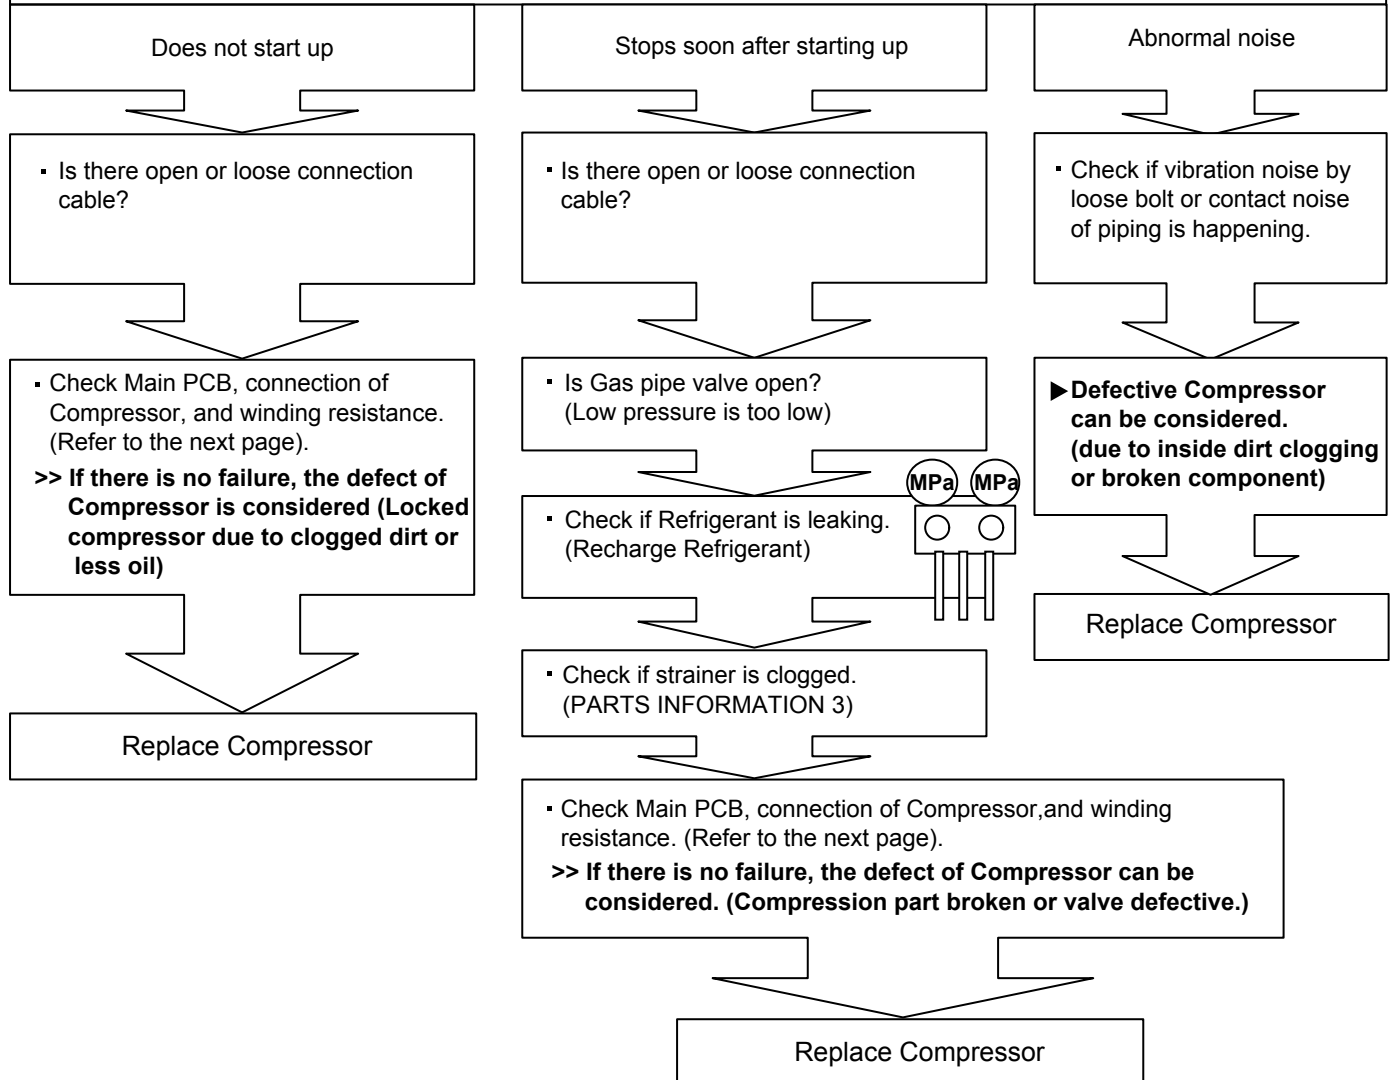 Does not start up
▪ Is there open or loose connection
cable?
▪ Check Main PCB, connection of
Compressor, and winding resistance.
(Refer to the next page).
>> If there is no failure, the defect of
Compressor is considered (Locked
compressor due to clogged dirt or
less oil)
Replace Compressor
Stops soon after starting up
▪ Is there open or loose connection
cable?
▪ Is Gas pipe valve open?
(Low pressure is too low)
▪ Check if Refrigerant is leaking.
(Recharge Refrigerant)
MPa MPa
▪ Check if strainer is clogged.
(PARTS INFORMATION 3)
▪ Check Main PCB, connection of Compressor,and winding
resistance. (Refer to the next page).
>> If there is no failure, the defect of Compressor can be
considered. (Compression part broken or valve defective.)
Replace Compressor
Abnormal noise
▪ Check if vibration noise by
loose bolt or contact noise
of piping is happening.
▶Defective Compressor
can be considered.
(due to inside dirt clogging
or broken component)
Replace Compressor